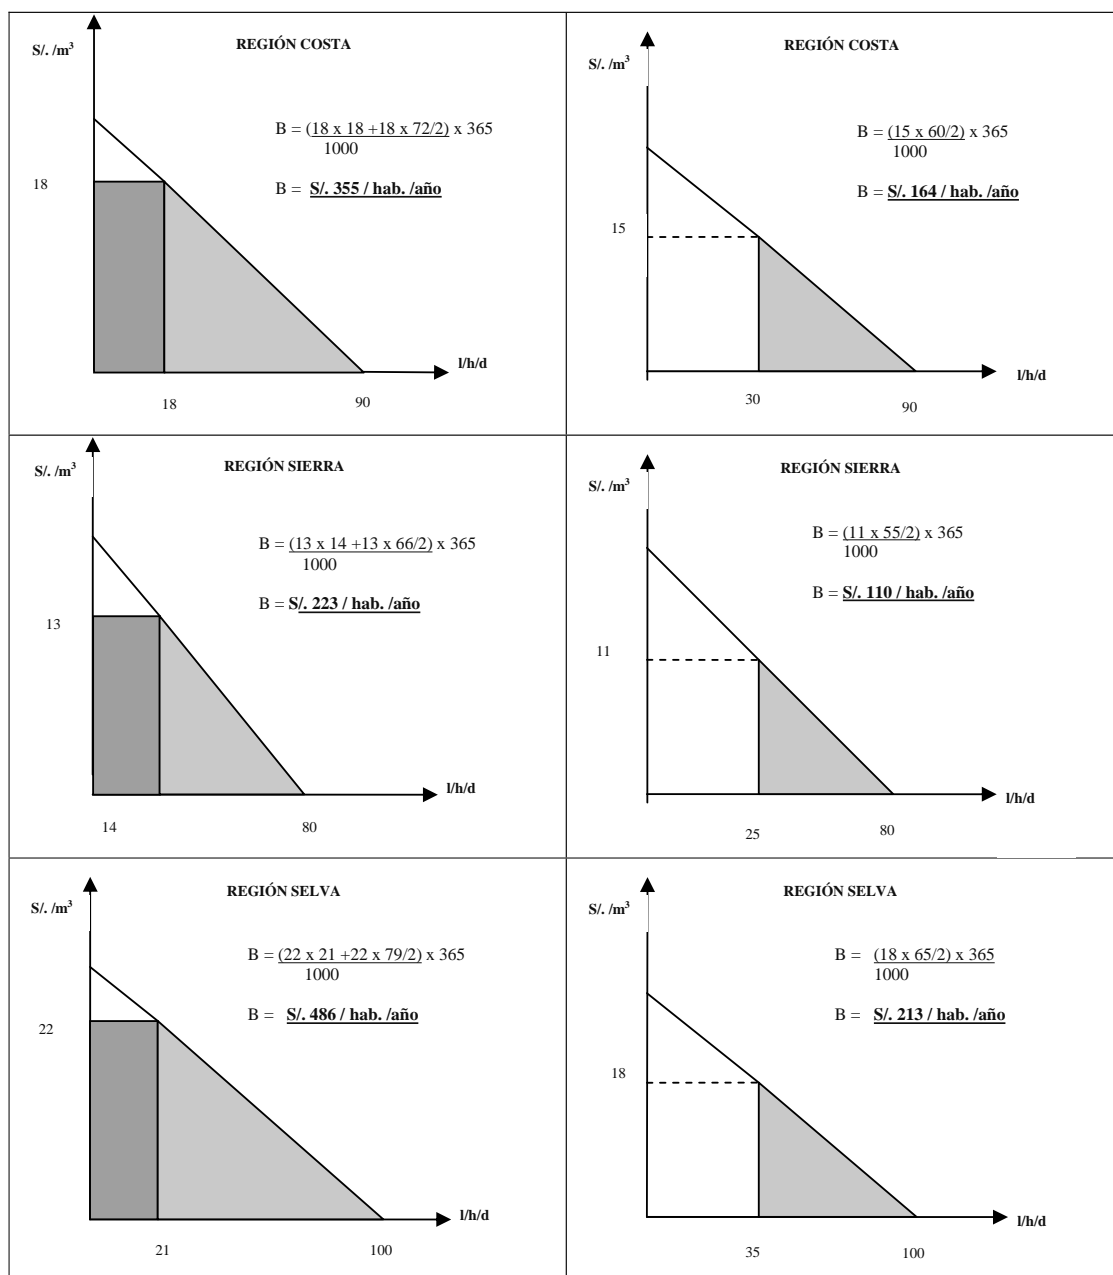 S/. /m³
REGIÓN COSTA
B = (18 x 18 +18 x 72/2) x 365
1000
B = S/. 355 / hab. /año
18
l/h/d
18
90
S/. /m³
REGIÓN COSTA
B = (15 x 60/2) x 365
1000
B = S/. 164 / hab. /año
15
l/h/d
30
90
S/. /m³
REGIÓN SIERRA
B = (13 x 14 +13 x 66/2) x 365
1000
B = S/. 223 / hab. /año
13
l/h/d
14
80
S/. /m³
REGIÓN SIERRA
B = (11 x 55/2) x 365
1000
B = S/. 110 / hab. /año
11
l/h/d
25
80
S/. /m³
REGIÓN SELVA
B = (22 x 21 +22 x 79/2) x 365
1000
B = S/. 486 / hab. /año
22
l/h/d
21
100
S/. /m³
REGIÓN SELVA
B = (18 x 65/2) x 365
1000
B = S/. 213 / hab. /año
18
l/h/d
35
100